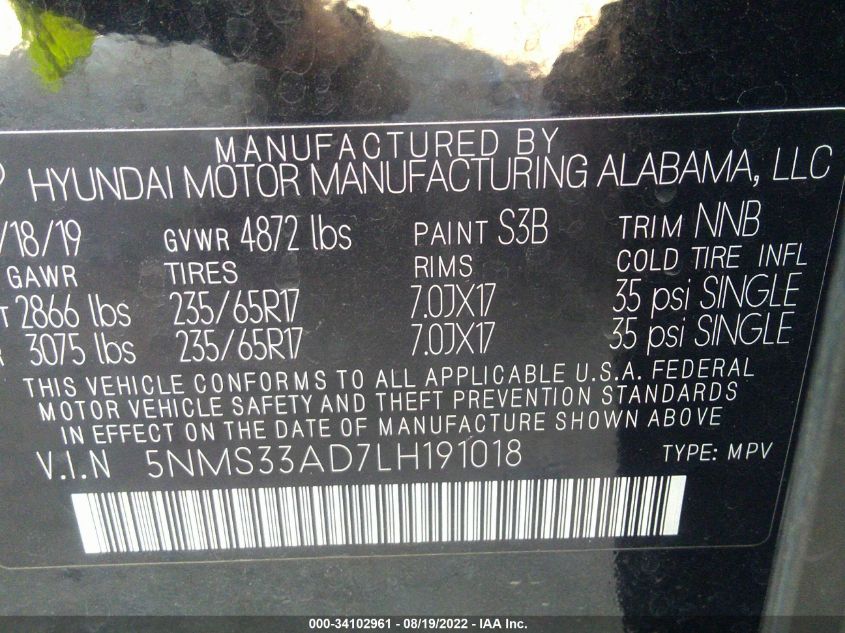 MANUFACTURED BY
HYUNDAI MOTOR MANUFACTURING ALABAMA, LLC
/18/19 GVWR 4872 lbs PAINT S3B TRIM NNB
GAWR TIRES RIMS COLD TIRE INFL
T 2866 lbs 235/65R17 7.0JX17 35 psi SINGLE
R 3075 lbs 235/65R17 7.0JX17 35 psi SINGLE
THIS VEHICLE CONFORMS TO ALL APPLICABLE U.S.A. FEDERAL
MOTOR VEHICLE SAFETY AND THEFT PREVENTION STANDARDS
IN EFFECT ON THE DATE OF MANUFACTURE SHOWN ABOVE
V.I.N 5NMS33AD7LH191018 TYPE: MPV
000-34102961 - 08/19/2022 - IAA Inc.